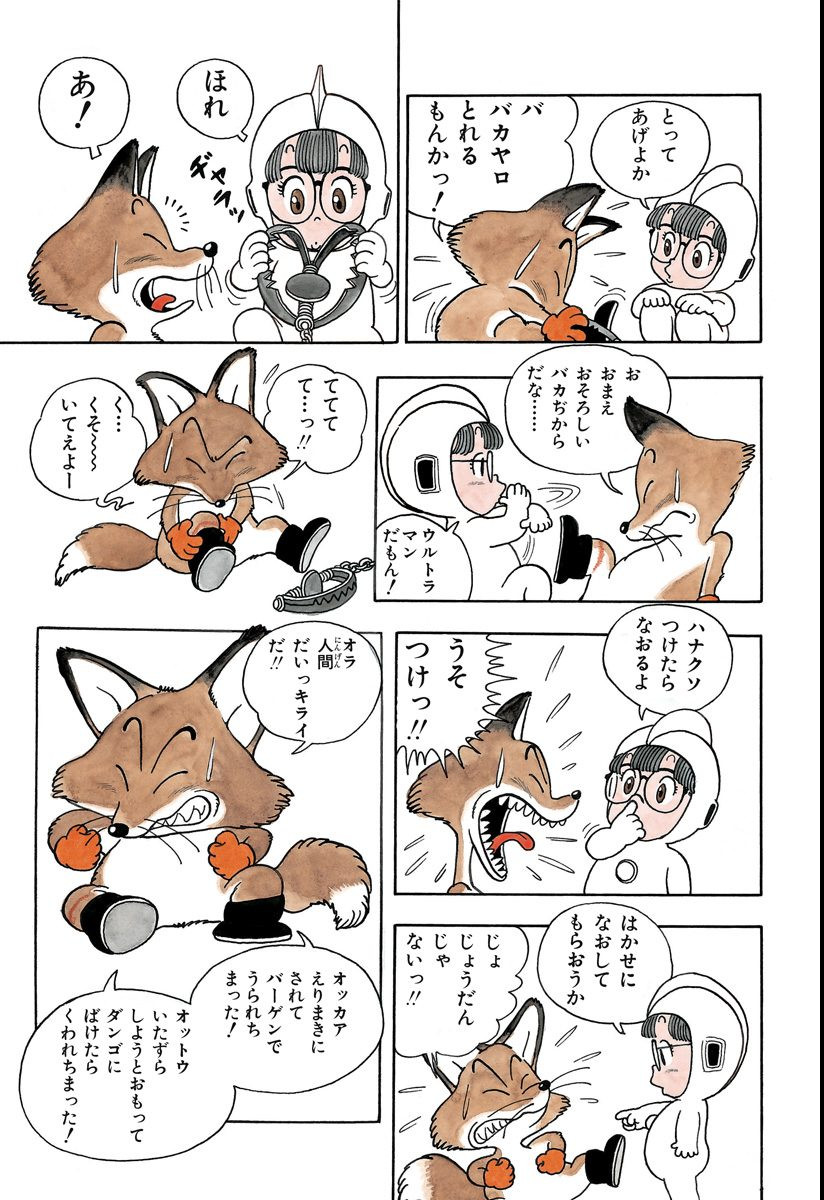 とって
あげよか
バ
バカヤロ
とれる
もんかっ!
ほれ
ギャハッ
あ!
お
おまえ
おそろしい
バカぢから
だな……
ウルトラ
マン
だもん!
ててて
て…っ!!
く…
くそ〜〜
いてえよー
ハナクソ
つけたら
なおるよ
うそ
つけっ!!
はかせに
なおして
もらおうか
じょ
じょうだん
じゃ
ないっ!!
オラ
人間
にんげん
だいっキライ
だ!!
オッカア
えりまきに
されて
バーゲンで
うられち
まった!
オットウ
いたずら
しようとおもって
ダンゴに
ばけたら
くわれちまった!